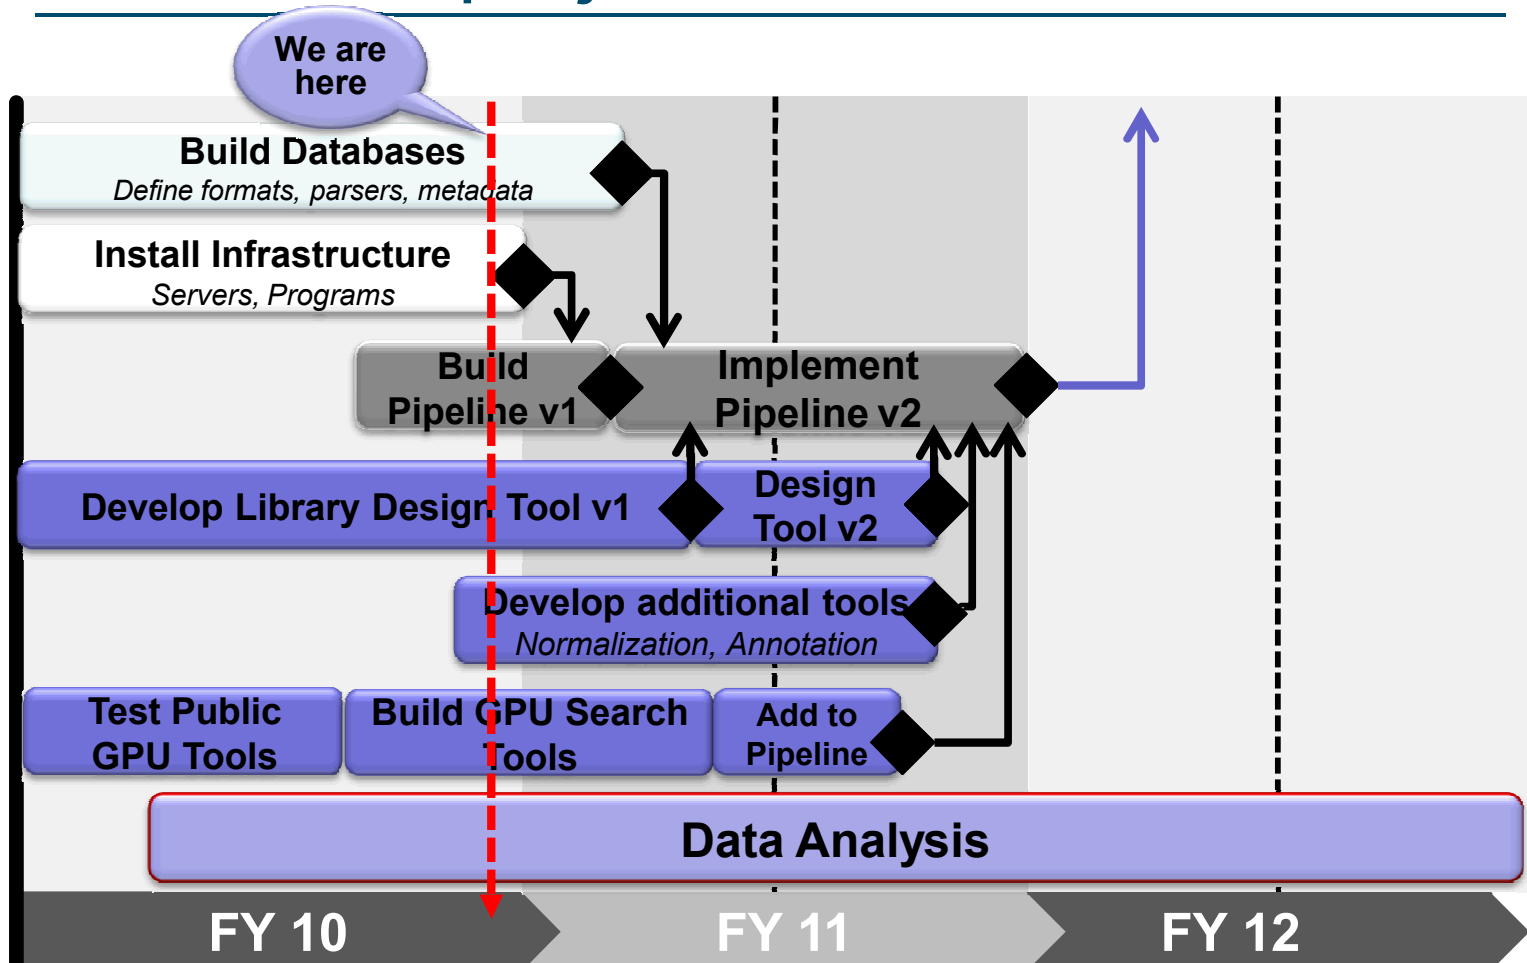 We are
here
Build Databases
Define formats, parsers, metadata
Install Infrastructure
Servers, Programs
Build
Pipeline v1
Implement
Pipeline v2
Develop Library Design Tool v1
Design
Tool v2
Develop additional tools
Normalization, Annotation
Test Public
GPU Tools
Build GPU Search
Tools
Add to
Pipeline
Data Analysis
FY 10
FY 11
FY 12